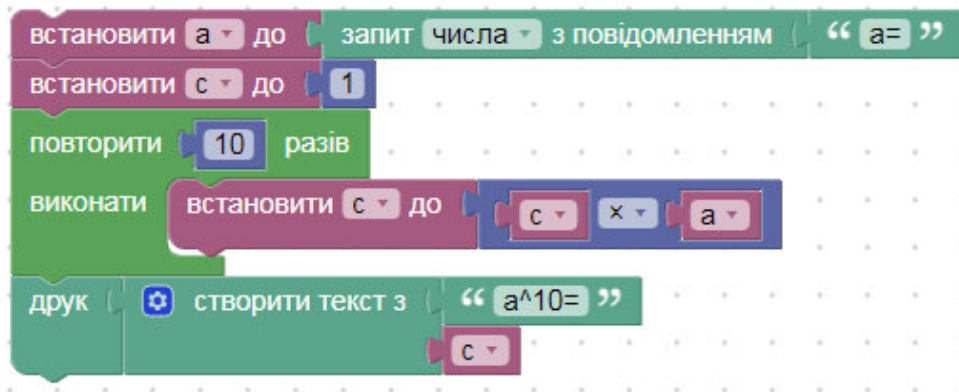 встановити a до запит числа з повідомленням “ a= ”
встановити c до 1
повторити 10 разів
виконати встановити c до c × a
друк створити текст з “ a^10= ”
c